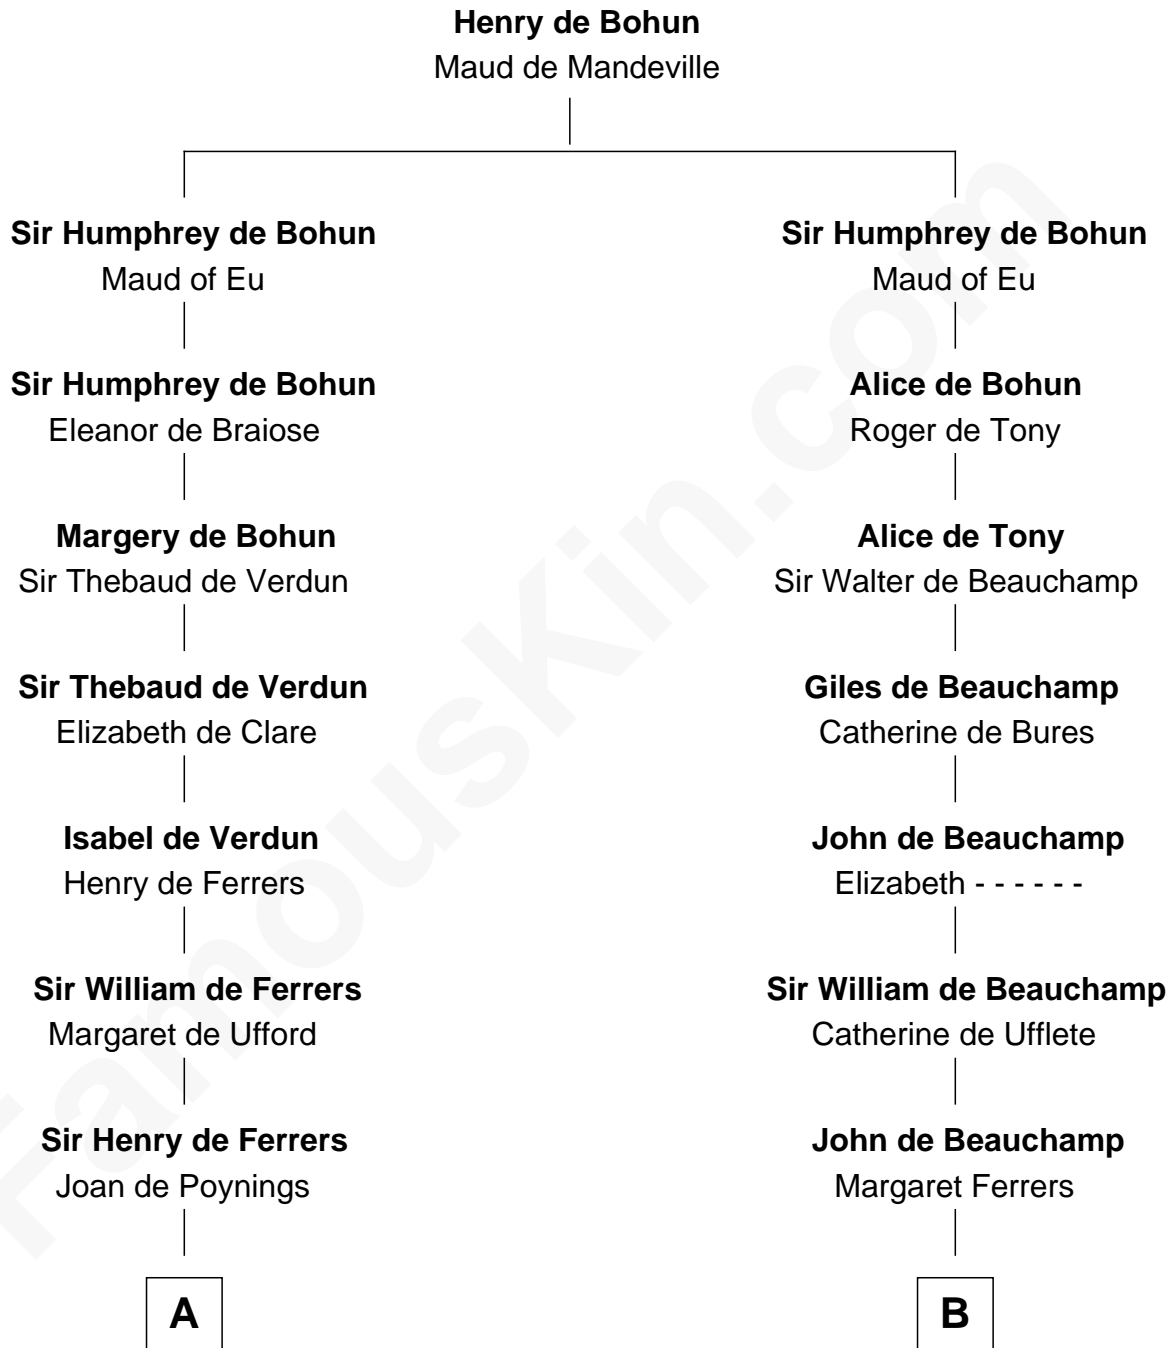 Henry de Bohun
Maud de Mandeville
Sir Humphrey de Bohun
Maud of Eu
Sir Humphrey de Bohun
Eleanor de Braiose
Margery de Bohun
Sir Thebaud de Verdun
Sir Thebaud de Verdun
Elizabeth de Clare
Isabel de Verdun
Henry de Ferrers
Sir William de Ferrers
Margaret de Ufford
Sir Henry de Ferrers
Joan de Poynings
A
Sir Humphrey de Bohun
Maud of Eu
Alice de Bohun
Roger de Tony
Alice de Tony
Sir Walter de Beauchamp
Giles de Beauchamp
Catherine de Bures
John de Beauchamp
Elizabeth - - - - - -
Sir William de Beauchamp
Catherine de Ufflete
John de Beauchamp
Margaret Ferrers
B
FamousKin.com